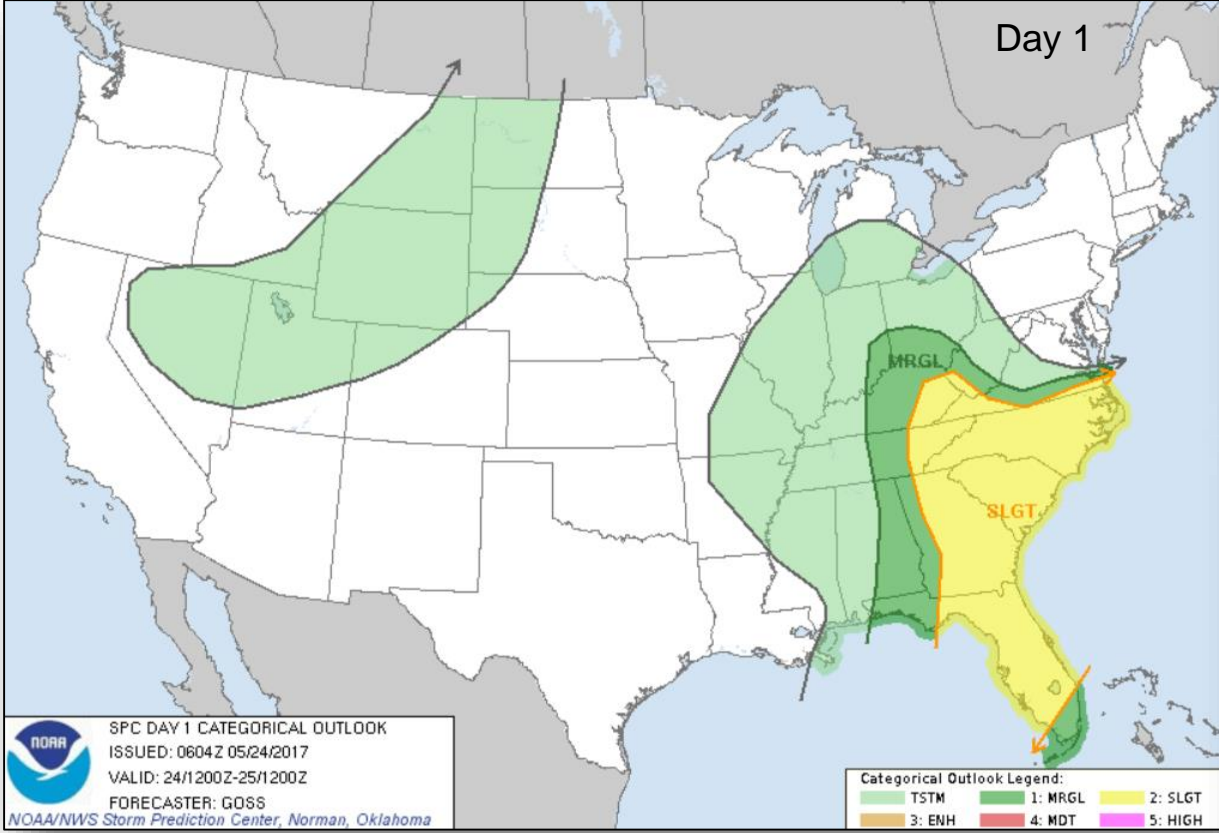 Day 1
MRGL
SLGT
NOAA
SPC DAY 1 CATEGORICAL OUTLOOK
ISSUED: 0604Z 05/24/2017
VALID: 24/1200Z-25/1200Z
FORECASTER: GOSS
NOAA/NWS Storm Prediction Center, Norman, Oklahoma
Categorical Outlook Legend:
TSTM 1: MRGL 2: SLGT
3: ENH 4: MDT 5: HIGH